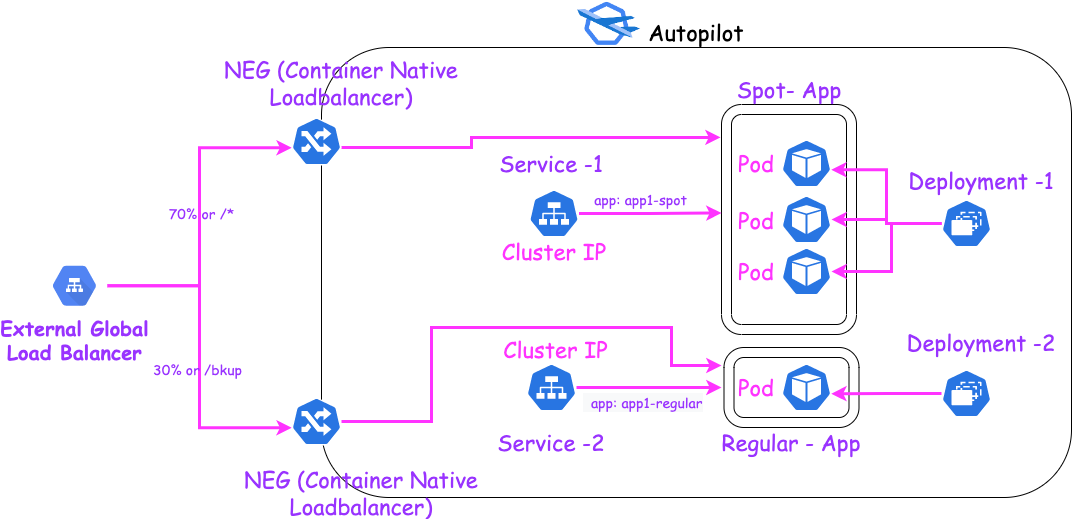 Autopilot
NEG (Container Native
Loadbalancer)
Spot- App
Service -1
Pod
Deployment -1
app: app1-spot
70% or /*
Pod
Cluster IP
Pod
External Global
Load Balancer
Cluster IP
Deployment -2
30% or /bkup
Pod
app: app1-regular
Service -2
Regular - App
NEG (Container Native
Loadbalancer)